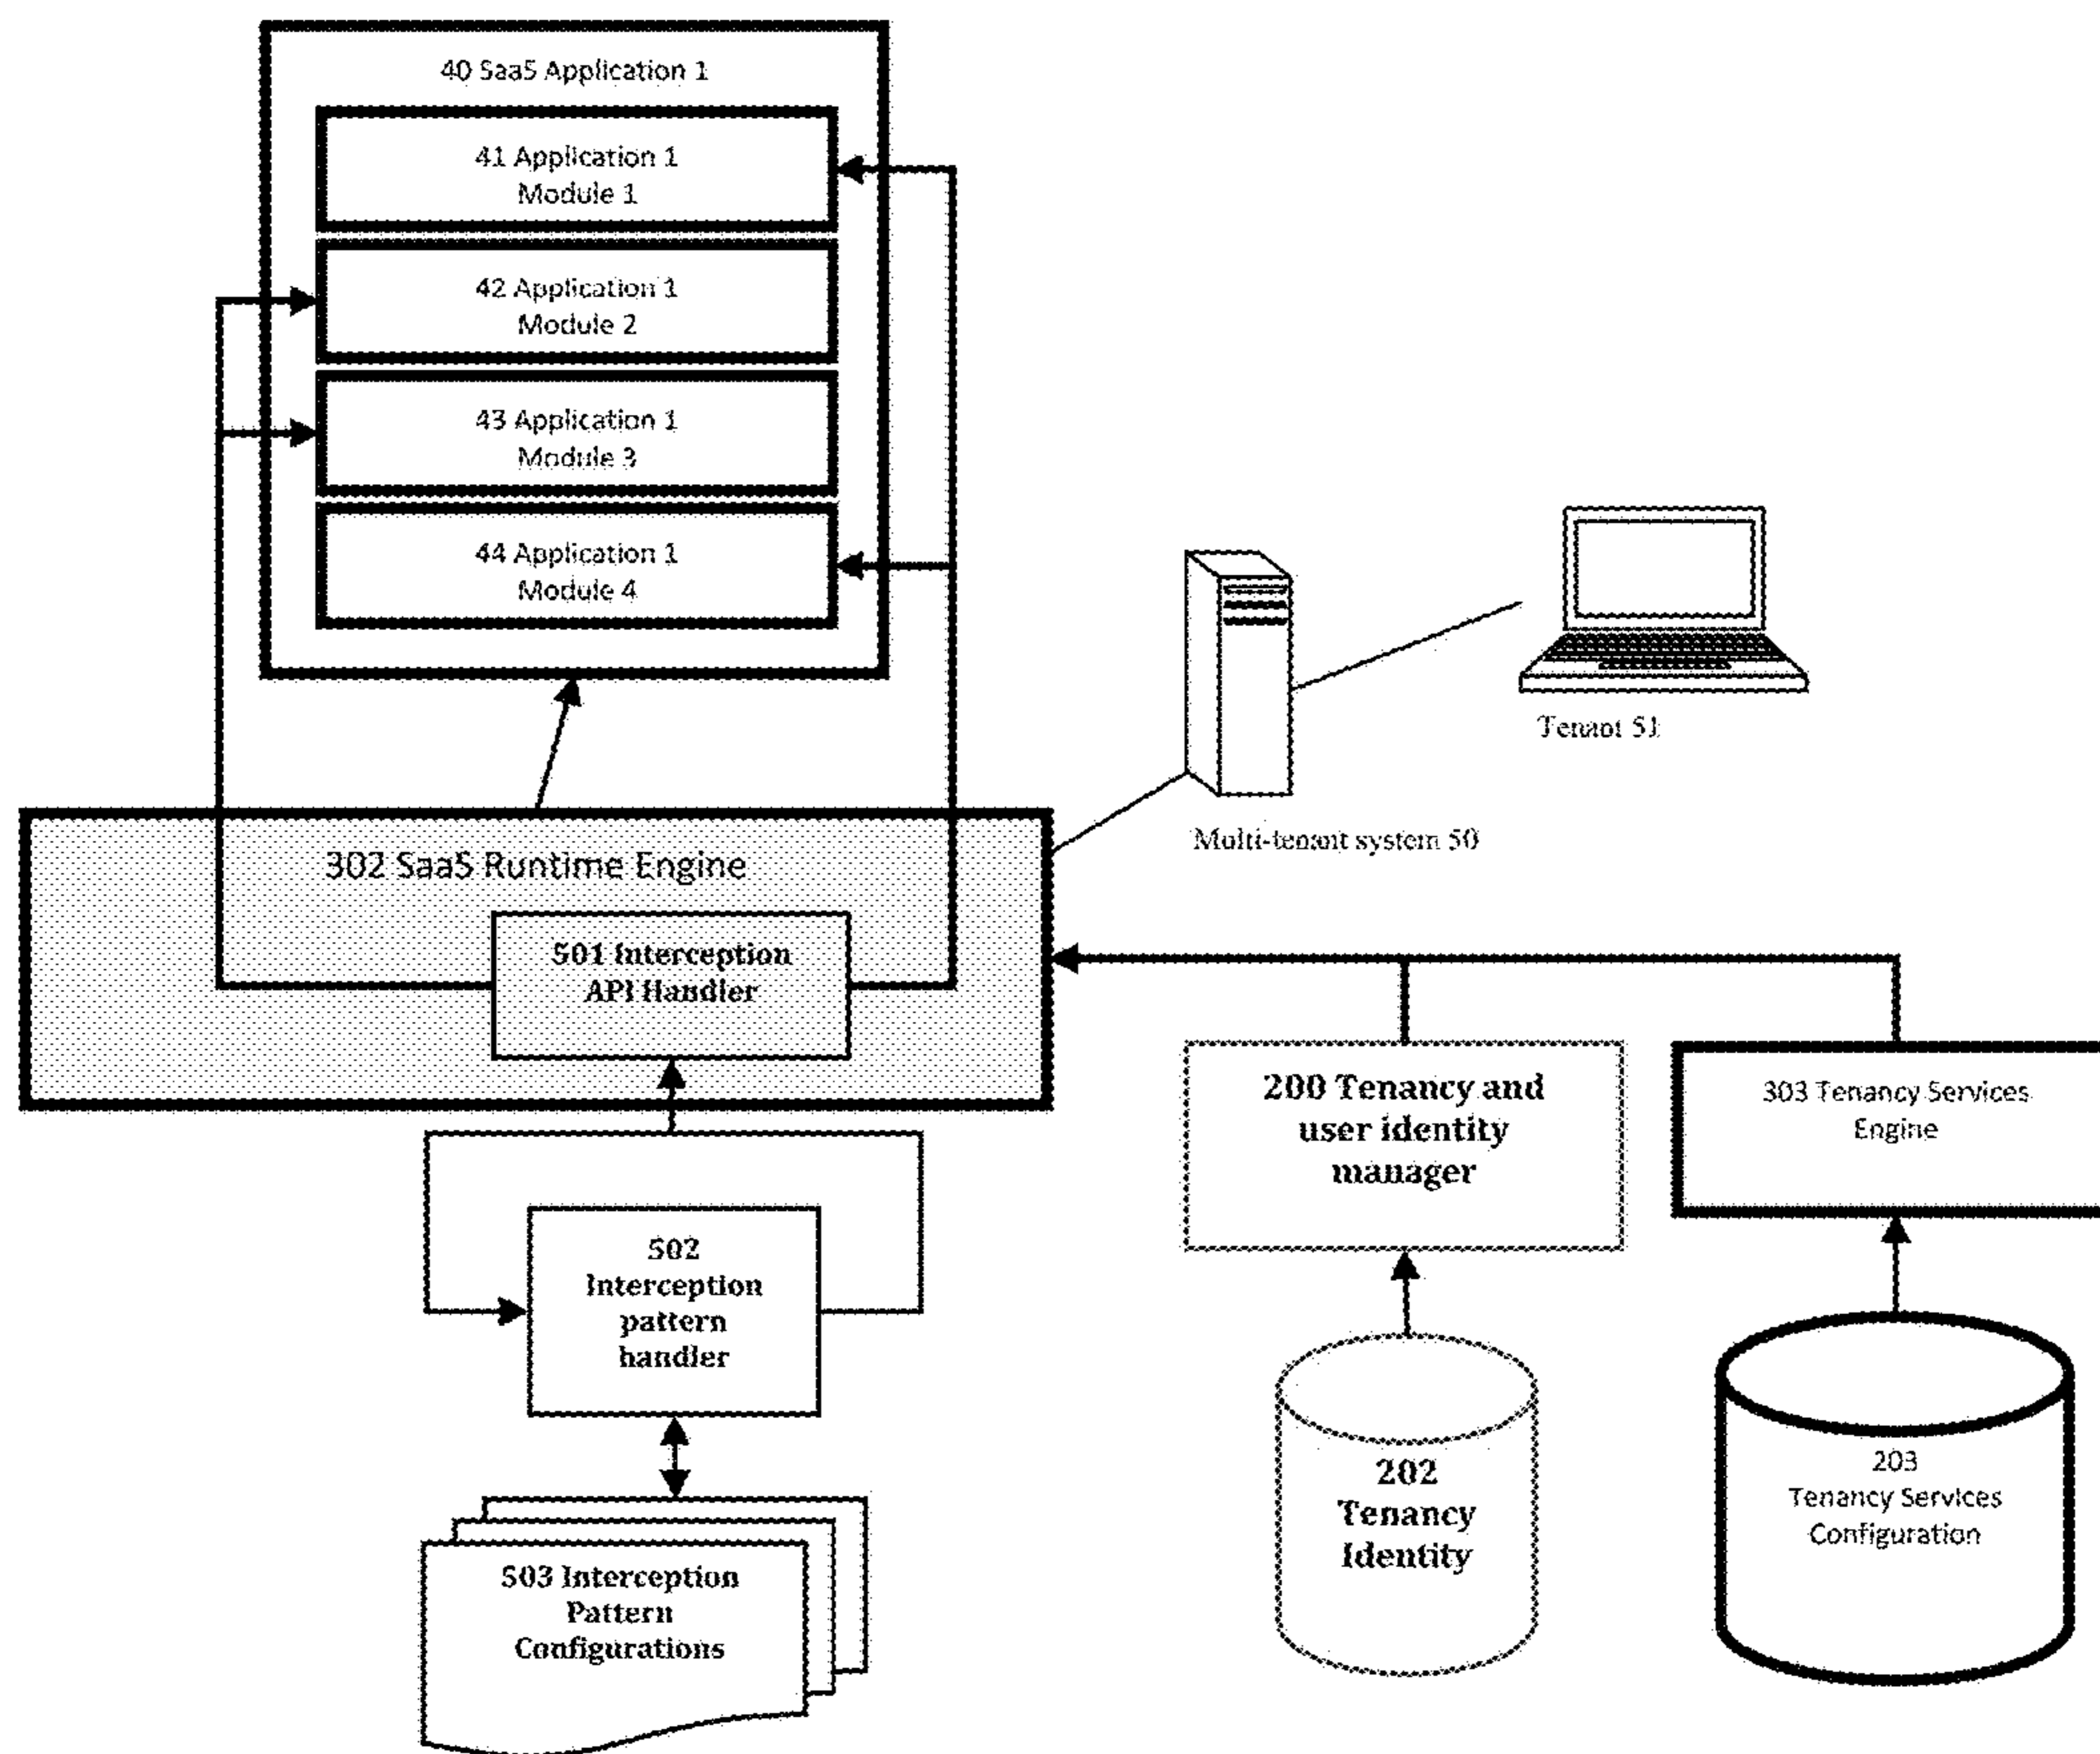 40 SaaS Application 1
41 Application 1
Module 1
42 Application 1
Module 2
43 Application 1
Module 3
44 Application 1
Module 4
Tenant 51
Multi-tenant system 50
302 SaaS Runtime Engine
501 Interception
API Handler
200 Tenancy and
user identity
manager
303 Tenancy Services
Engine
502
Interception
pattern
handler
202
Tenancy
Identity
203
Tenancy Services
Configuration
503 Interception
Pattern
Configurations